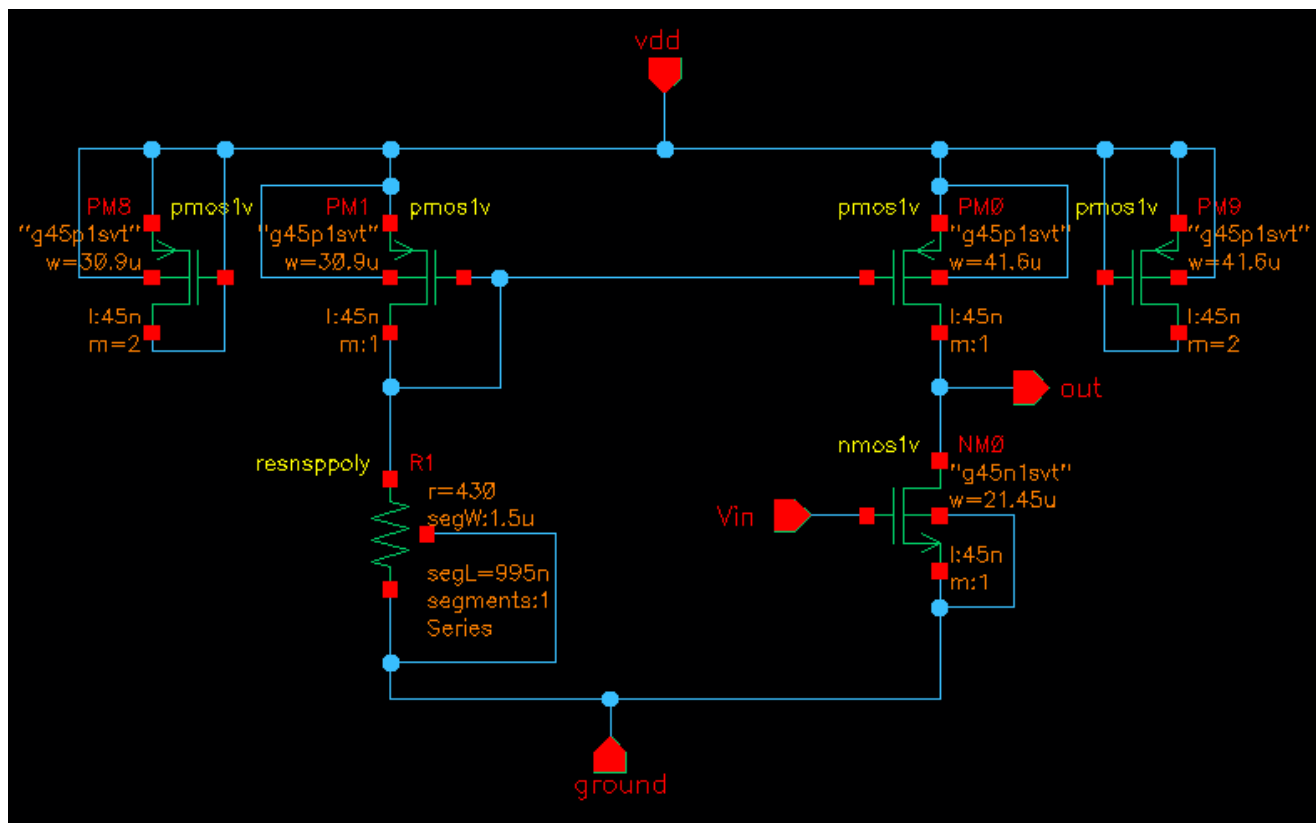 vdd
PM8
pmos1v
"g45p1svt"
w=30.9u
l:45n
m=2
PM1
pmos1v
"g45p1svt"
w=30.9u
l:45n
m:1
pmos1v
PM0
"g45p1svt"
w=41.6u
l:45n
m:1
pmos1v
PM9
"g45p1svt"
w=41.6u
l:45n
m=2
out
resnsppoly
R1
r=430
segW:1.5u
segL=995n
segments:1
Series
nmos1v
NM0
"g45n1svt"
w=21.45u
Vin
l:45n
m:1
ground